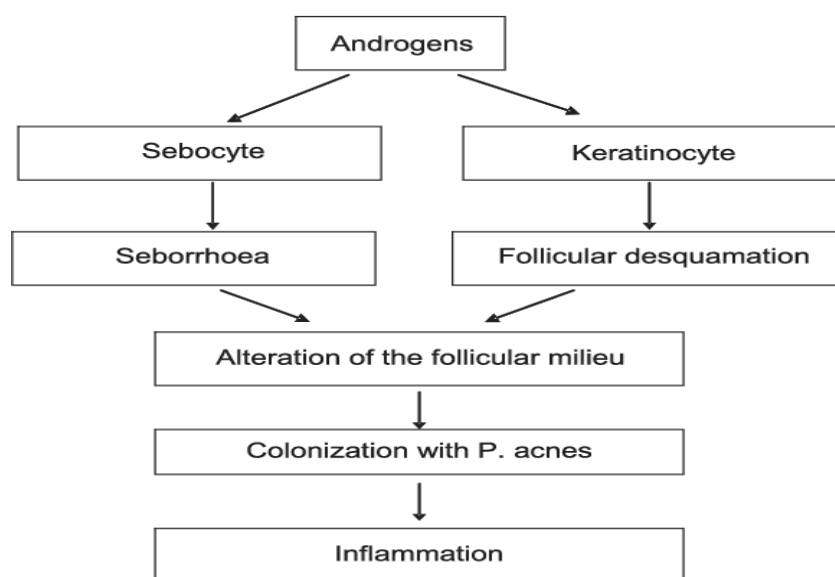 Androgens
Sebocyte
Keratinocyte
Seborrhoea
Follicular desquamation
Alteration of the follicular milieu
Colonization with P. acnes
Inflammation